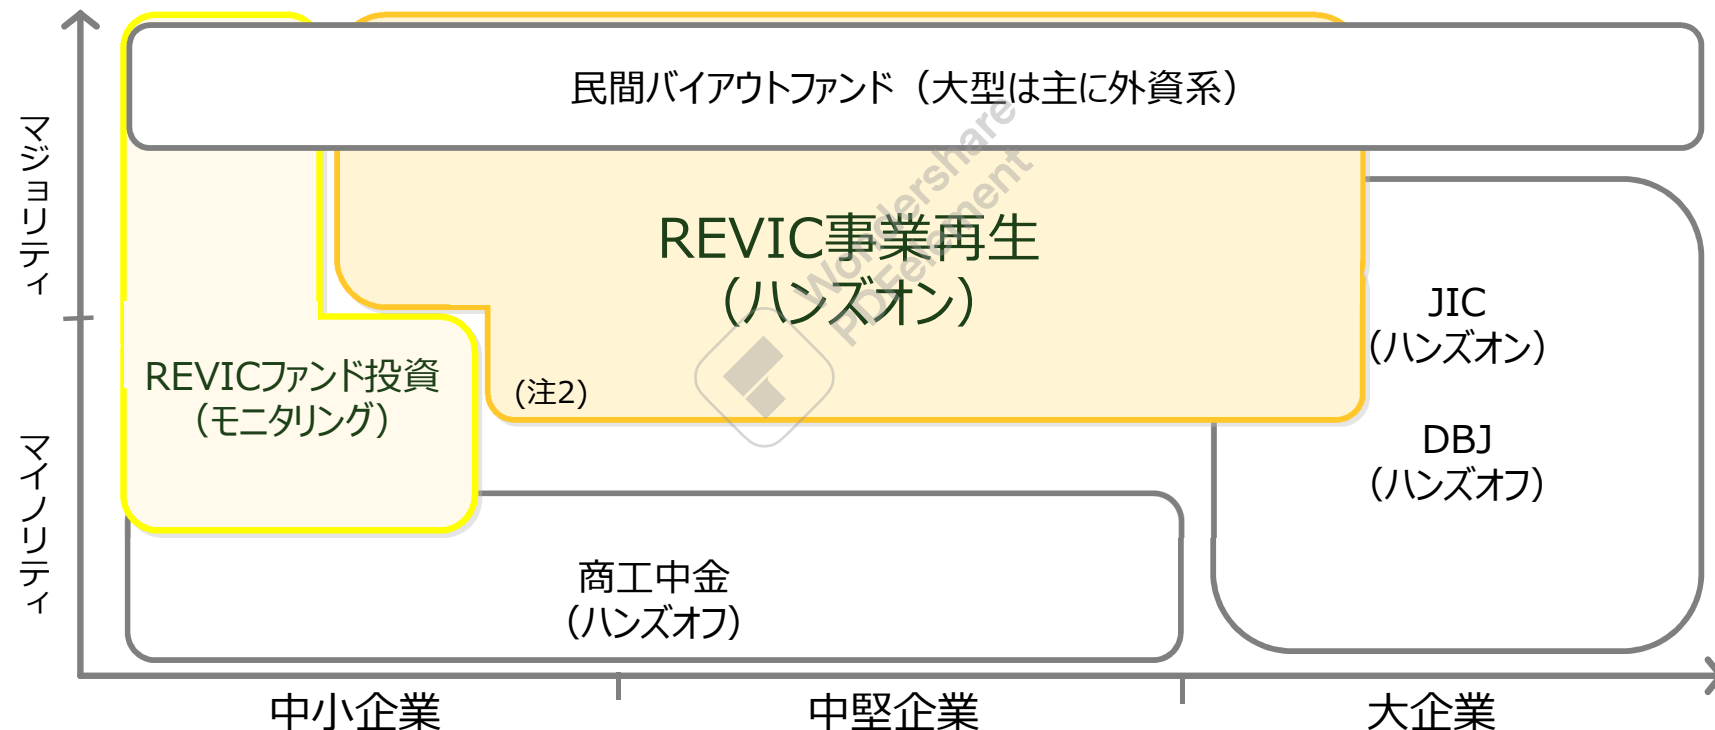 民間バイアウトファンド（大型は主に外資系）
マジョリティ
REVIC事業再生
（ハンズオン）
JIC
（ハンズオン）
REVICファンド投資
（モニタリング）
(注2)
DBJ
（ハンズオフ）
マイノリティ
商工中金
（ハンズオフ）
中小企業
中堅企業
大企業
Wondershare
PDFelement